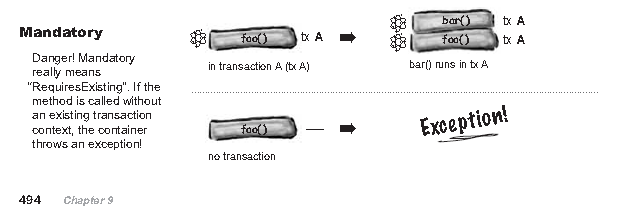 Mandatory
Danger! Mandatory
really means
"RequiresExisting". If the
method is called without
an existing transaction
context, the container
throws an exception!
foo() tx A
in transaction A (tx A)
bar() tx A
foo() tx A
bar() runs in tx A
foo()
no transaction
Exception!
494 Chapter 9